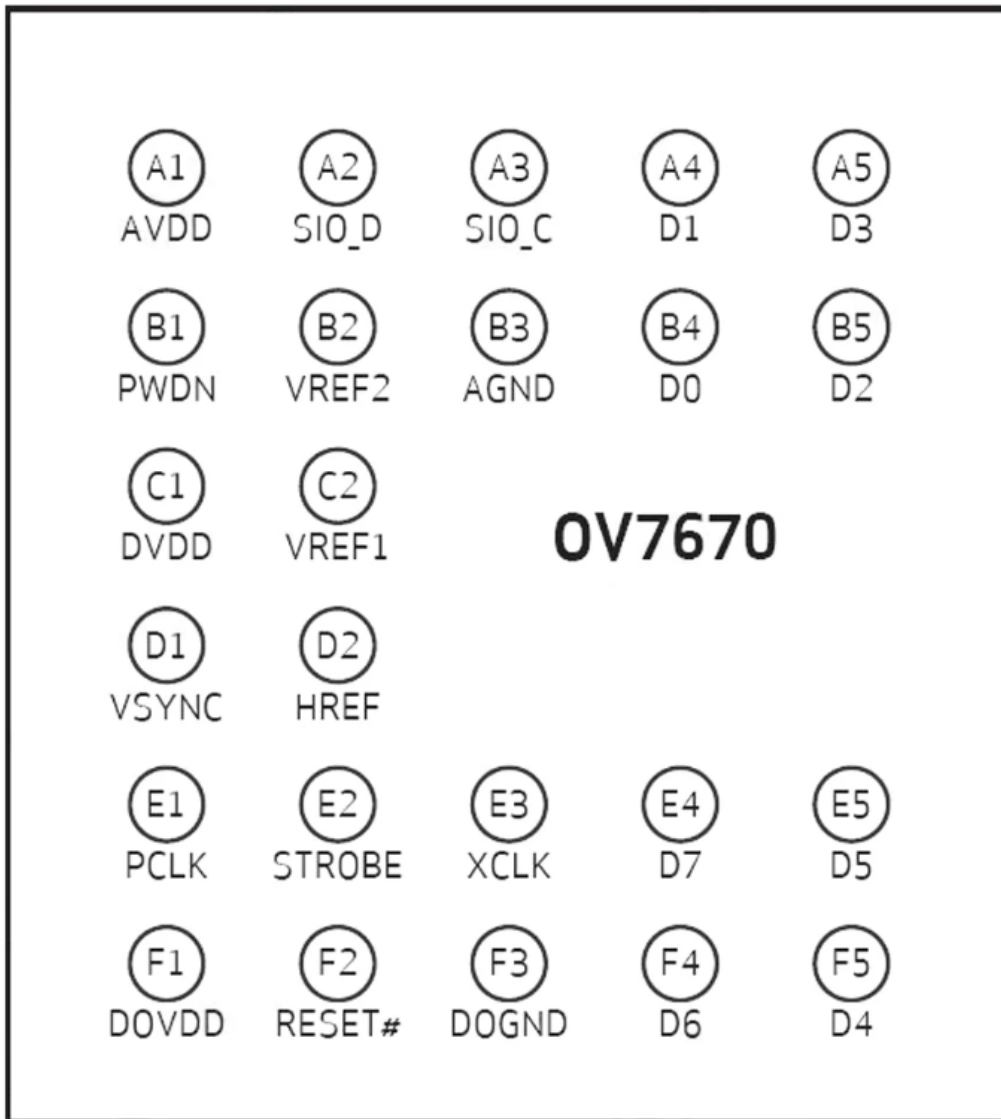 A1 A2 A3 A4 A5
AVDD SIO_D SIO_C D1 D3
B1 B2 B3 B4 B5
PWDN VREF2 AGND D0 D2
C1 C2
DVDD VREF1
OV7670
D1 D2
VSYNC HREF
E1 E2 E3 E4 E5
PCLK STROBE XCLK D7 D5
F1 F2 F3 F4 F5
DOVDD RESET# DOGND D6 D4